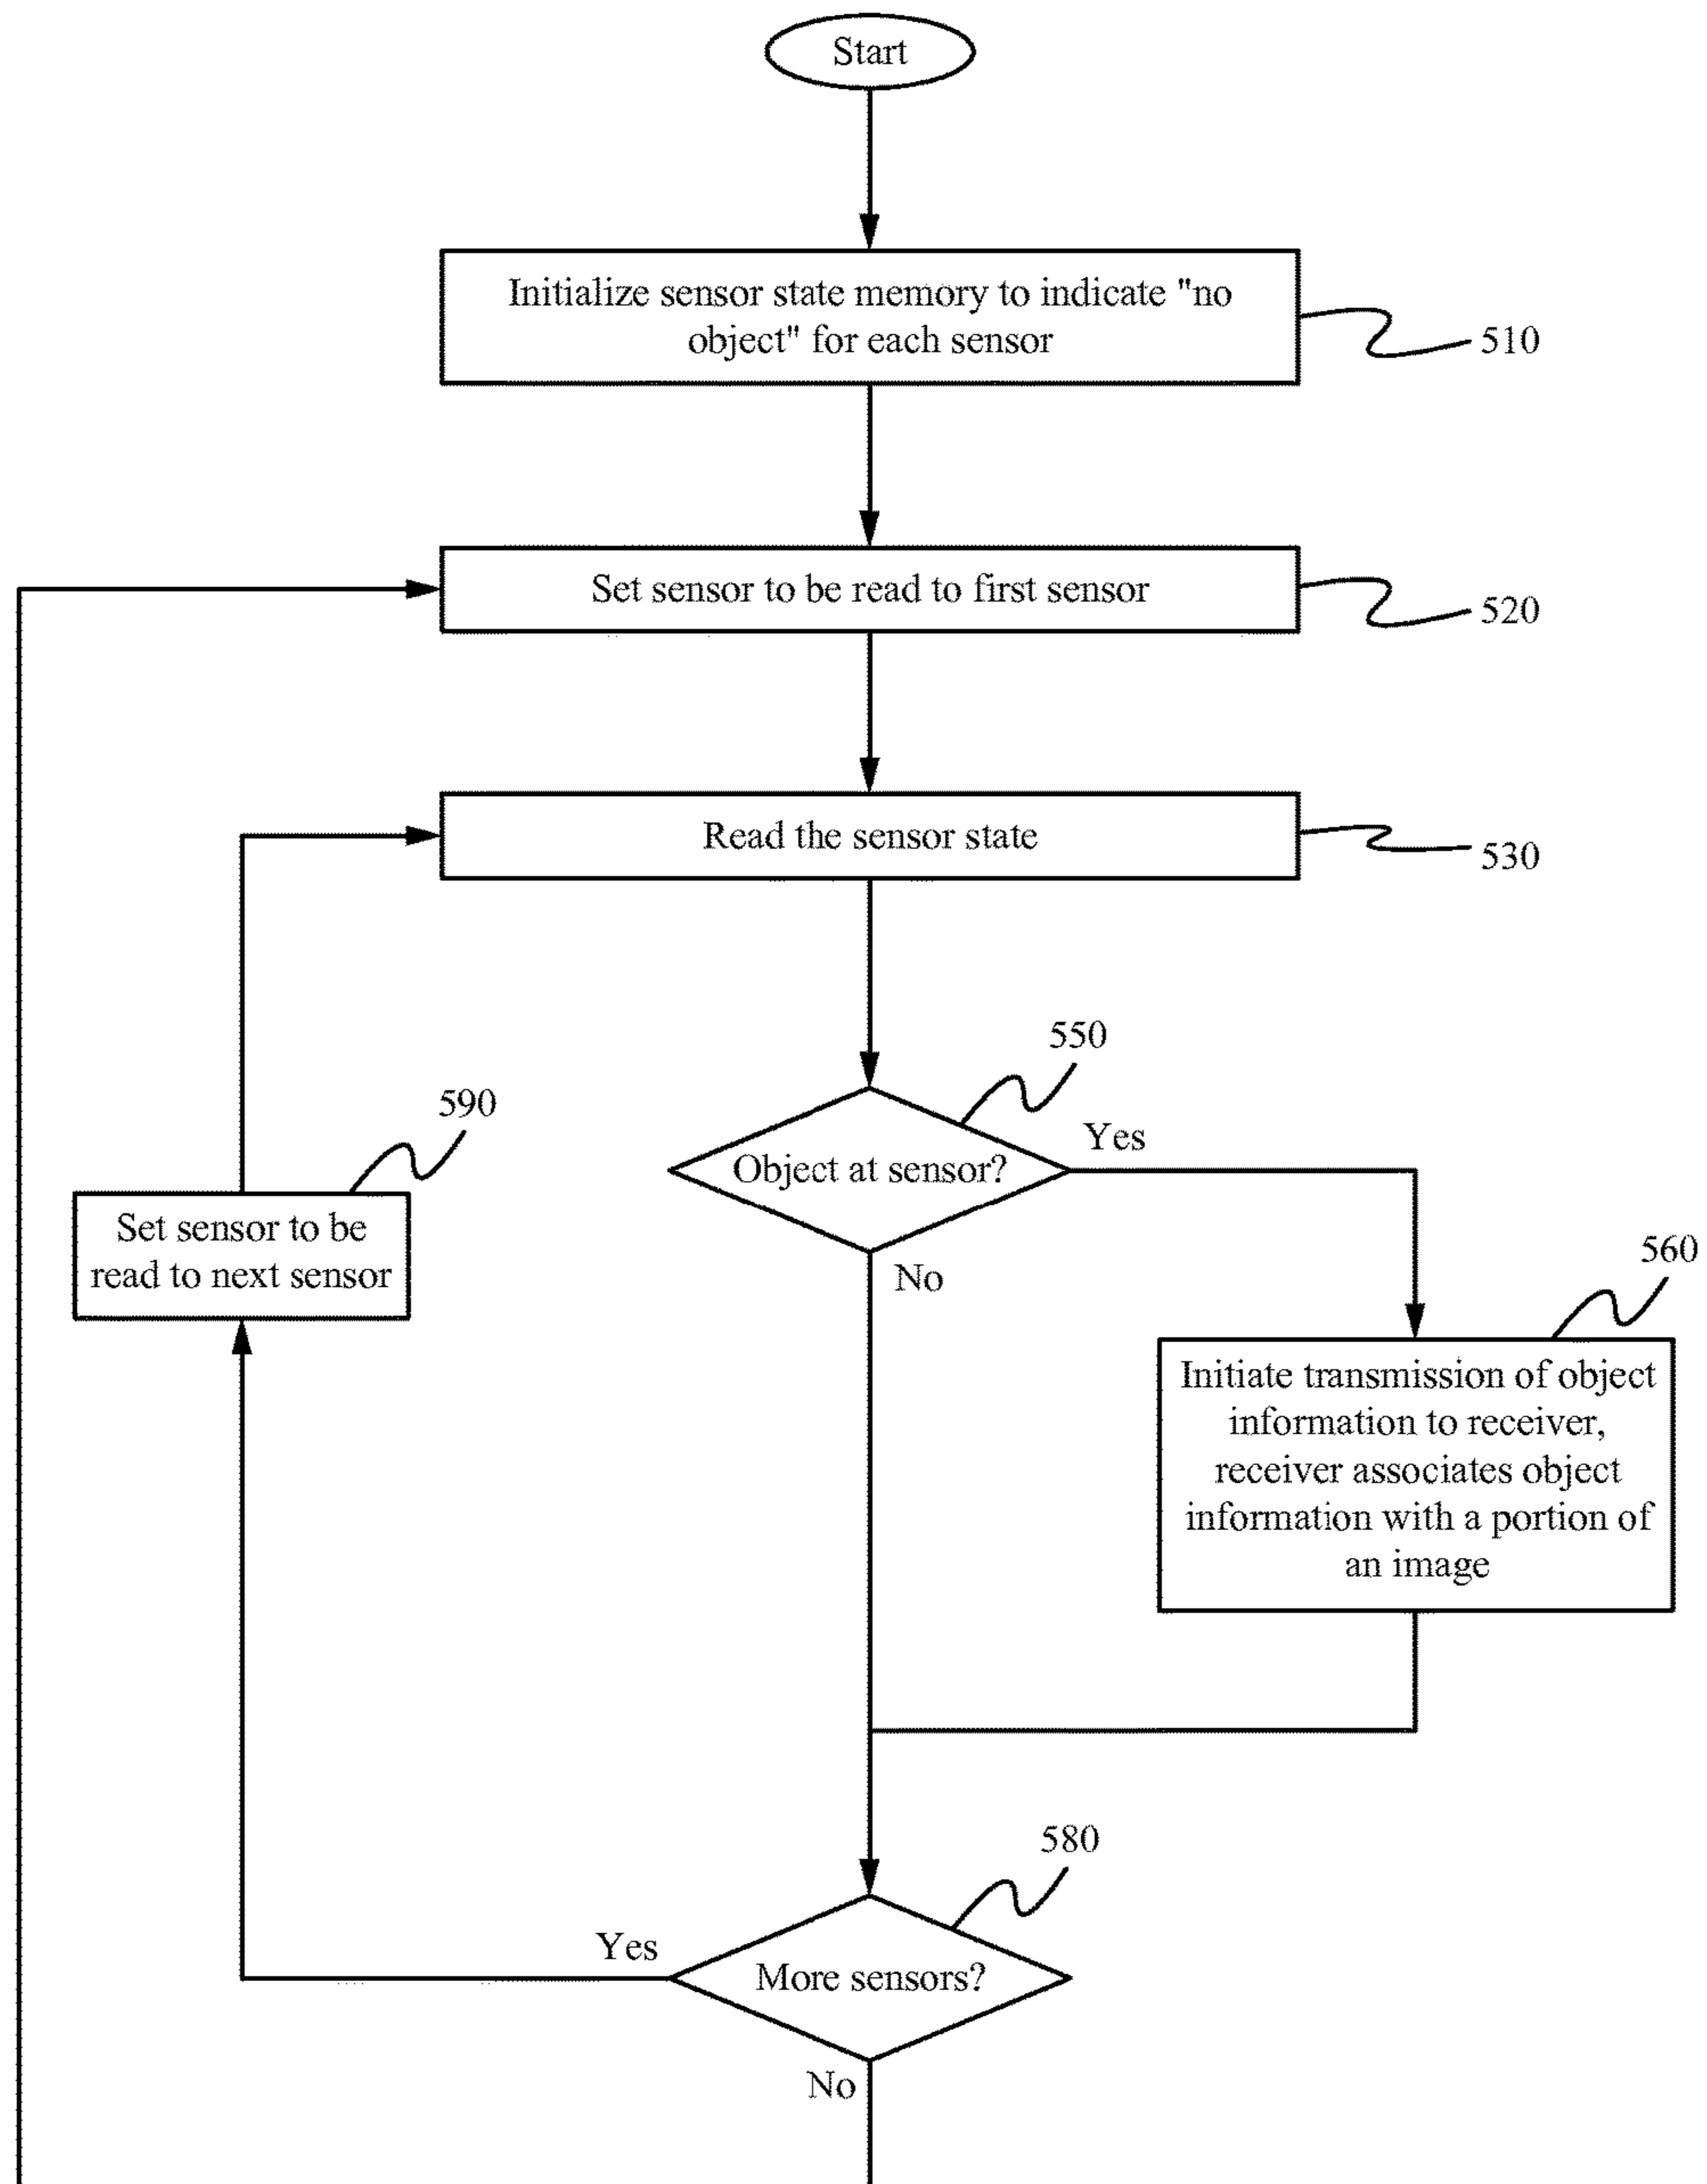 Start
Initialize sensor state memory to indicate "no
object" for each sensor
510
Set sensor to be read to first sensor
520
Read the sensor state
530
550
Object at sensor?
Yes
No
590
Set sensor to be
read to next sensor
560
Initiate transmission of object
information to receiver,
receiver associates object
information with a portion of
an image
580
More sensors?
Yes
No